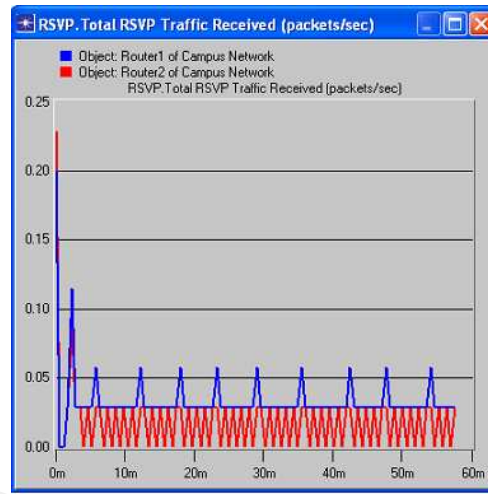 RSVP.Total RSVP Traffic Received (packets/sec)
Object: Router1 of Campus Network
Object: Router2 of Campus Network
RSVP.Total RSVP Traffic Received (packets/sec)
0.25
0.20
0.15
0.10
0.05
0.00
0m 10m 20m 30m 40m 50m 60m